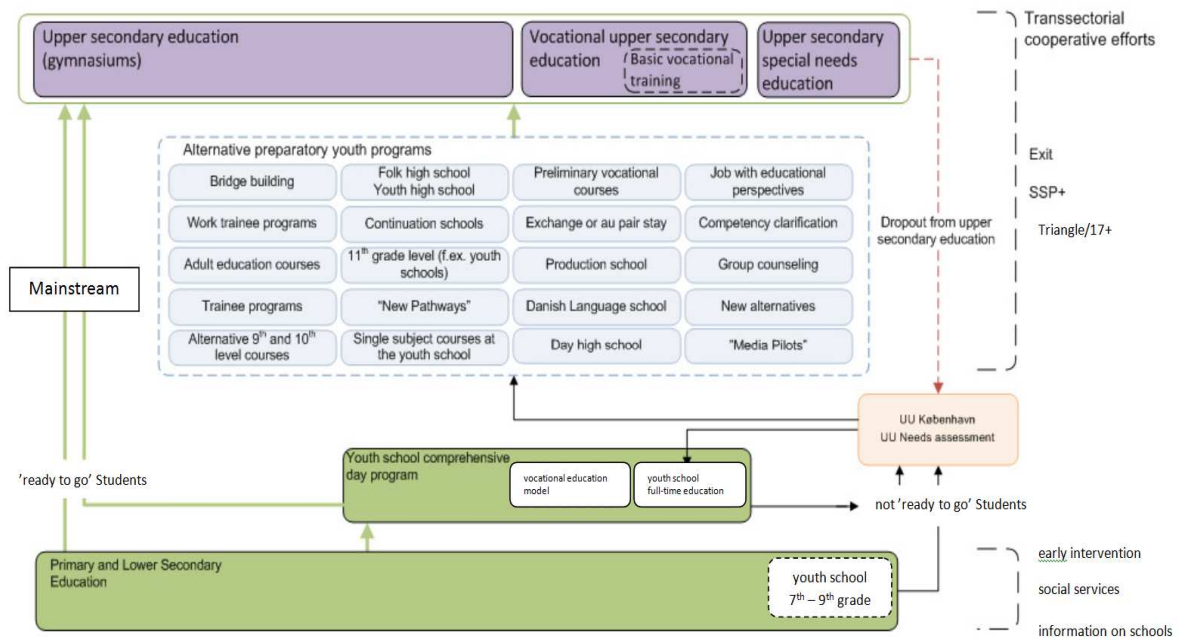 Upper secondary education
(gymnasiums)
Vocational upper secondary
education
Basic vocational
training
Upper secondary
special needs
education
Transsectorial
cooperative efforts
Exit
SSP+
Triangle/17+
Alternative preparatory youth programs
Bridge building
Folk high school
Youth high school
Preliminary vocational
courses
Job with educational
perspectives
Work trainee programs
Continuation schools
Exchange or au pair stay
Competency clarification
Adult education courses
11th grade level (f.ex. youth
schools)
Production school
Group counseling
Trainee programs
"New Pathways"
Danish Language school
New alternatives
Alternative 9th and 10th
level courses
Single subject courses at
the youth school
Day high school
"Media Pilots"
Dropout from upper
secondary education
Mainstream
UU København
UU Needs assessment
'ready to go' Students
Youth school comprehensive
day program
vocational education
model
youth school
full-time education
not 'ready to go' Students
Primary and Lower Secondary
Education
youth school
7th – 9th grade
early intervention
social services
information on schools